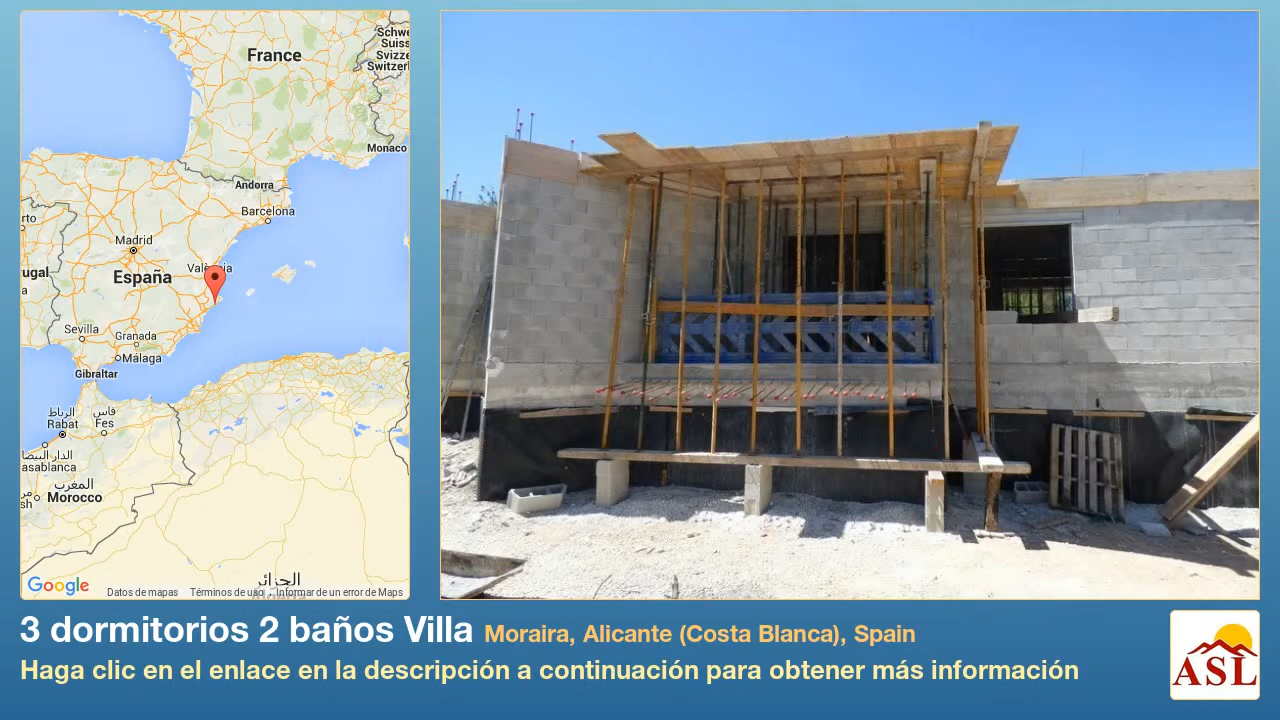 France
Schwe
Suiss
Svizze
Switzerl
Monaco
Andorra
Barcelona
Madrid
España
rto
ugal
a
Sevilla
Granada
Málaga
Gibraltar
الرباط
Rabat
فاس
Fes
الدار البيضا
asablanca
المغرب
Morocco
sh
الجزائر
Google
Datos de mapas
Términos de uso
Informar de un error de Maps
3 dormitorios 2 baños Villa Moraira, Alicante (Costa Blanca), Spain
Haga clic en el enlace en la descripción a continuación para obtener más información
ASL